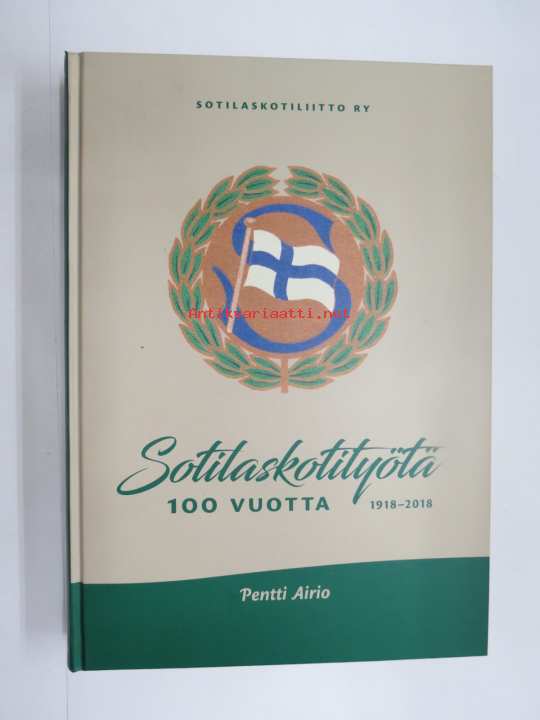 SOTILASKOTILIITTO RY
S
Antikvariaatti.net
Sotilaskotityötä
100 VUOTTA 1918–2018
Pentti Airio